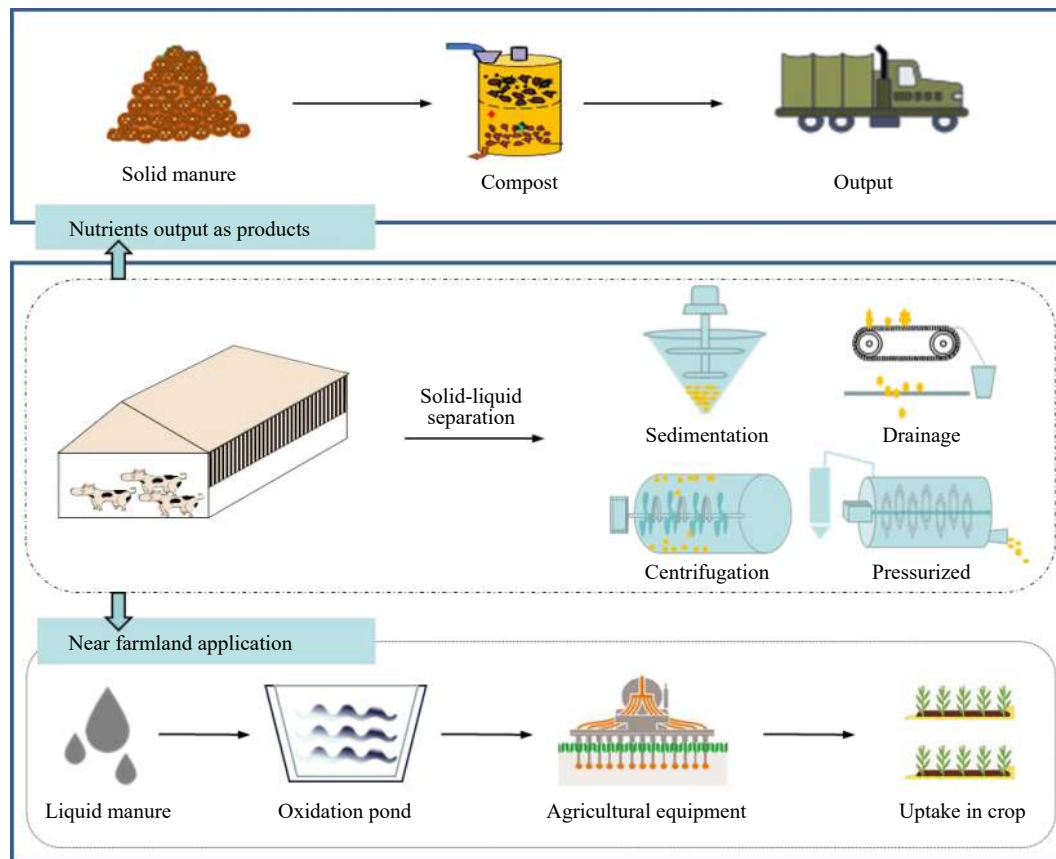 Solid manure
Compost
Output
Nutrients output as products
Solid-liquid
separation
Sedimentation
Drainage
Centrifugation
Pressurized
Near farmland application
Liquid manure
Oxidation pond
Agricultural equipment
Uptake in crop